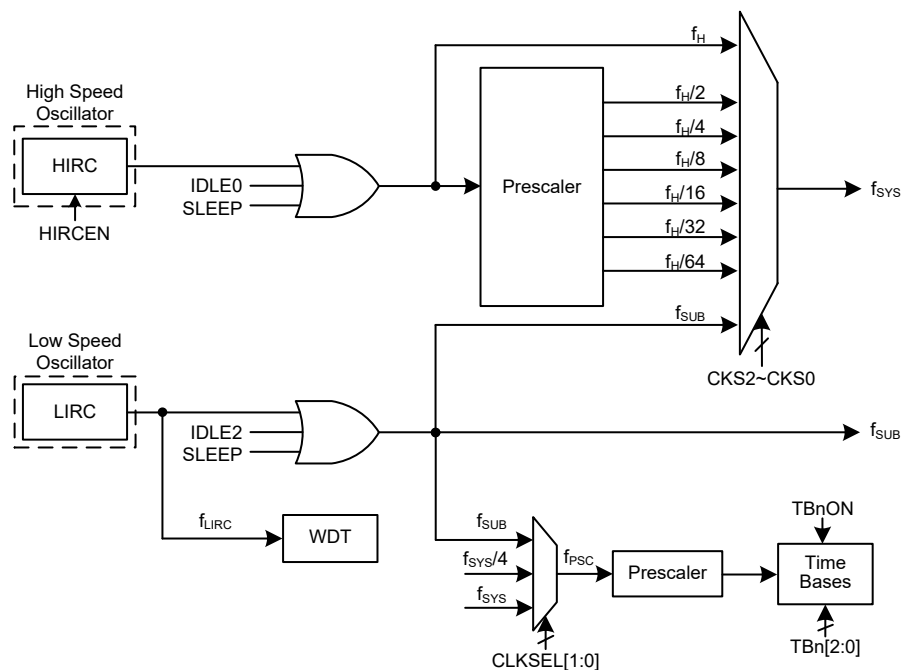 High Speed
Oscillator
HIRC
HIRCEN
IDLE0
SLEEP
Prescaler
fH
fH/2
fH/4
fH/8
fH/16
fH/32
fH/64
fSUB
CKS2~CKS0
fSYS
Low Speed
Oscillator
LIRC
IDLE2
SLEEP
fSUB
fLIRC
WDT
fSUB
fSYS/4
fSYS
CLKSEL[1:0]
fPSC
Prescaler
TBnON
Time
Bases
TBn[2:0]